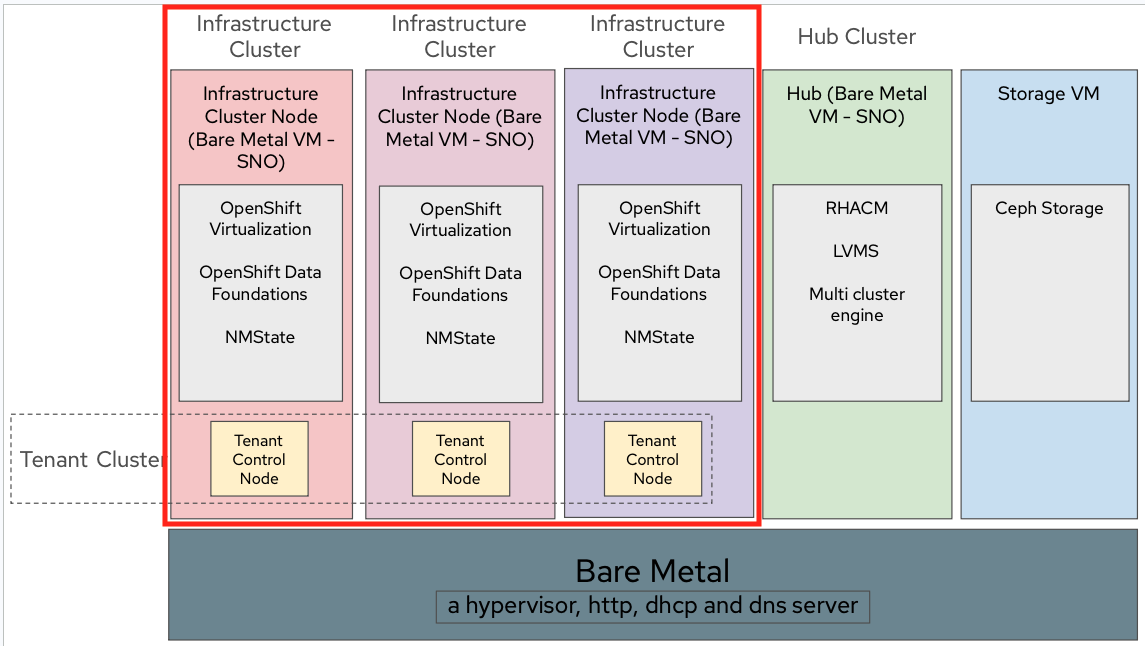 Infrastructure
Cluster
Infrastructure
Cluster
Infrastructure
Cluster
Hub Cluster
Infrastructure
Cluster Node
(Bare Metal VM -
SNO)
Infrastructure
Cluster Node (Bare
Metal VM - SNO)
Infrastructure
Cluster Node (Bare
Metal VM - SNO)
Hub (Bare Metal
VM - SNO)
Storage VM
OpenShift
Virtualization
OpenShift Data
Foundations
NMState
OpenShift
Virtualization
OpenShift Data
Foundations
NMState
OpenShift
Virtualization
OpenShift Data
Foundations
NMState
RHACM
LVMS
Multi cluster
engine
Ceph Storage
Tenant Cluster
Tenant
Control
Node
Tenant
Control
Node
Tenant
Control
Node
Bare Metal
a hypervisor, http, dhcp and dns server